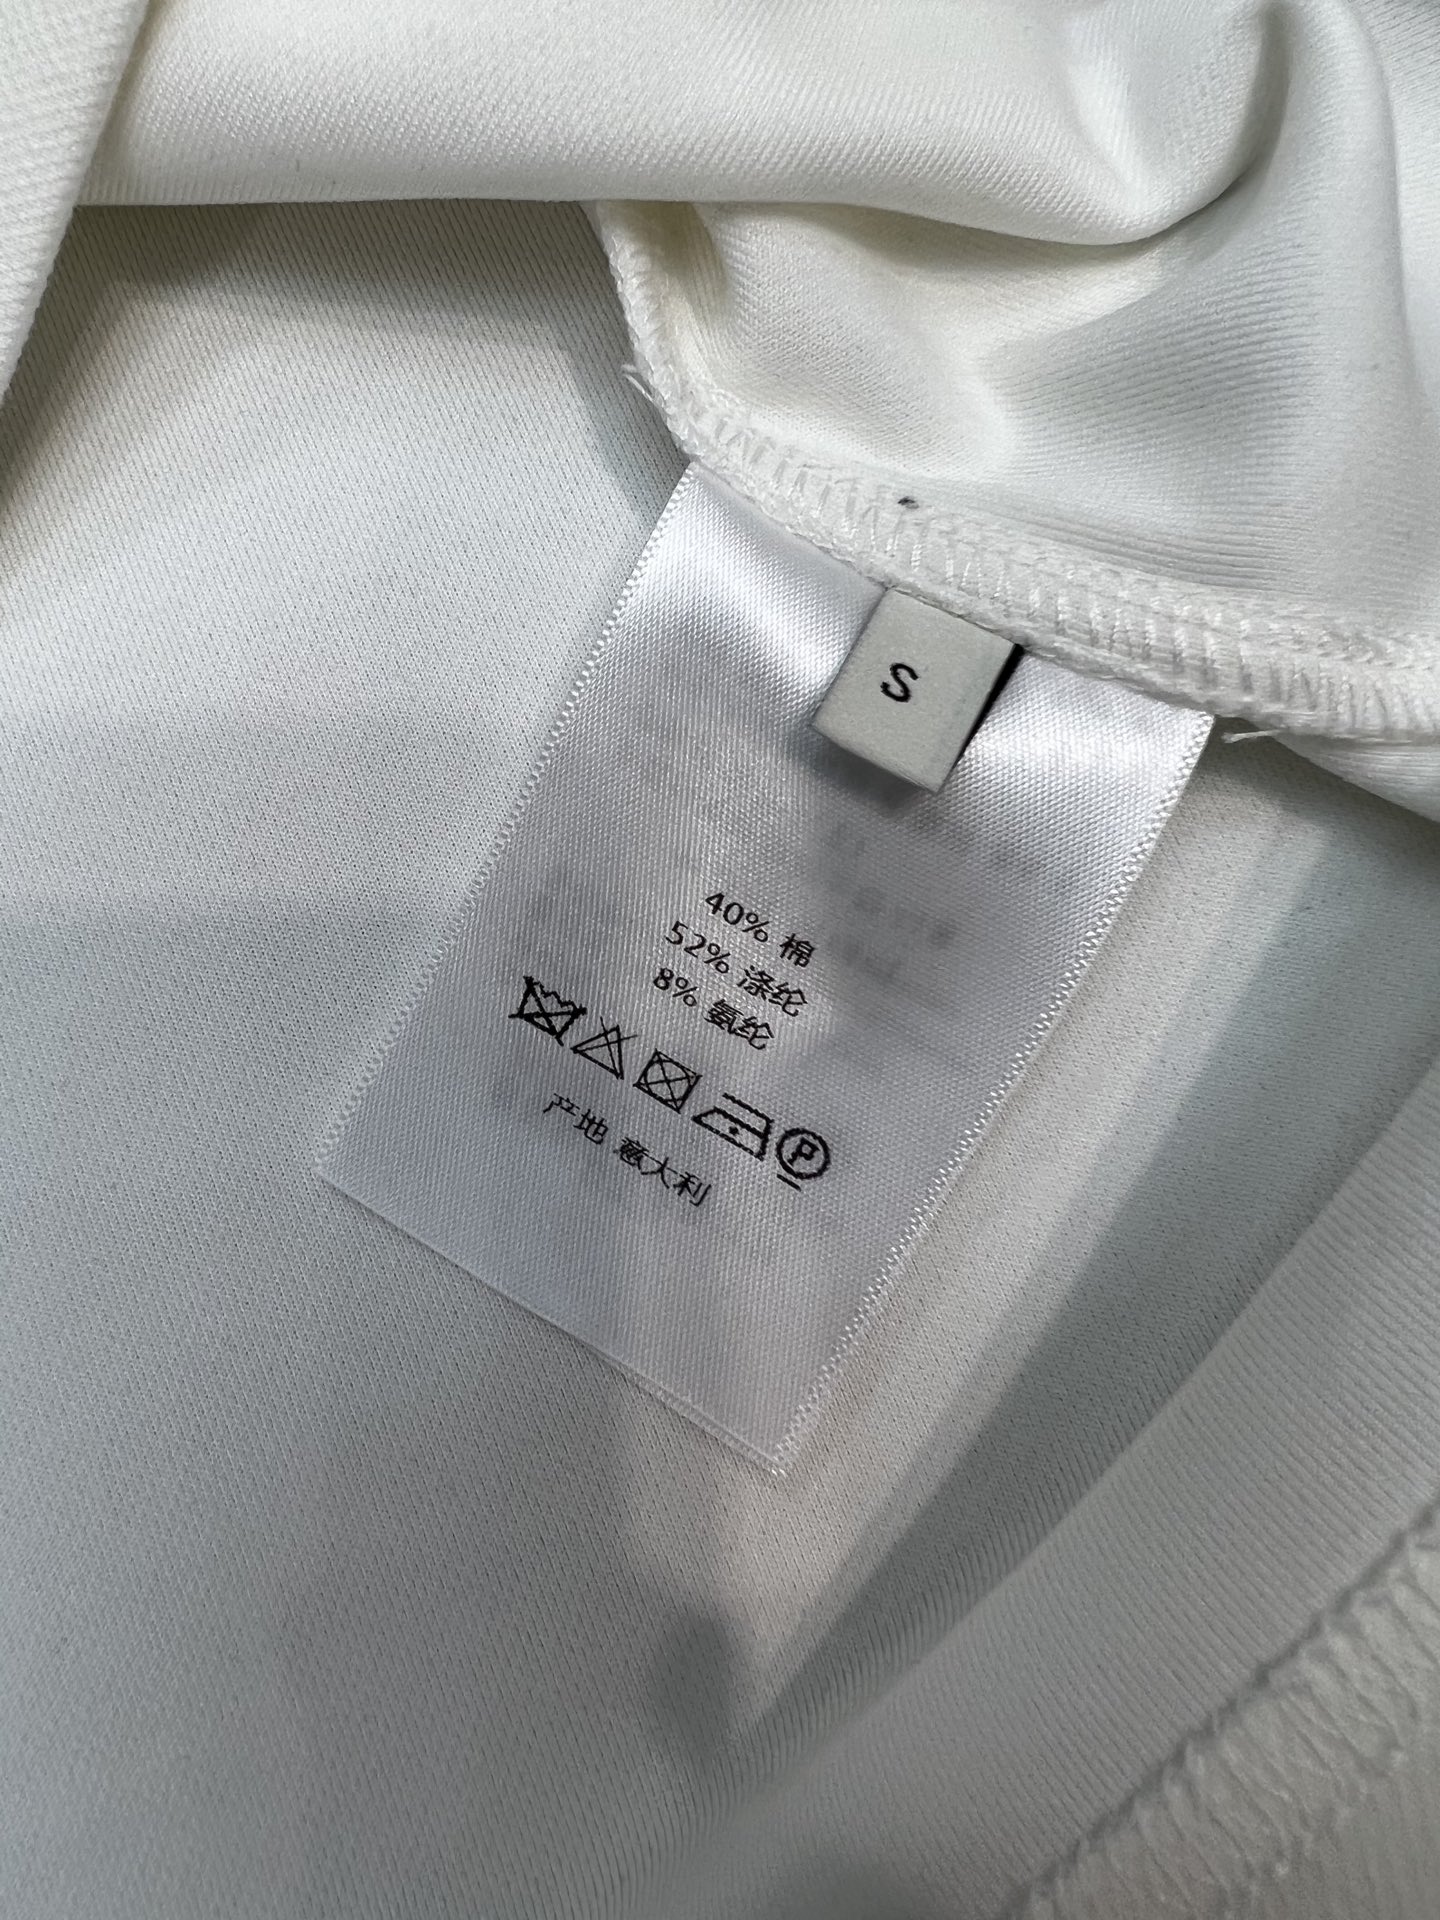 S
40% 棉
52% 涤纶
8% 氨纶
P
产地 意大利